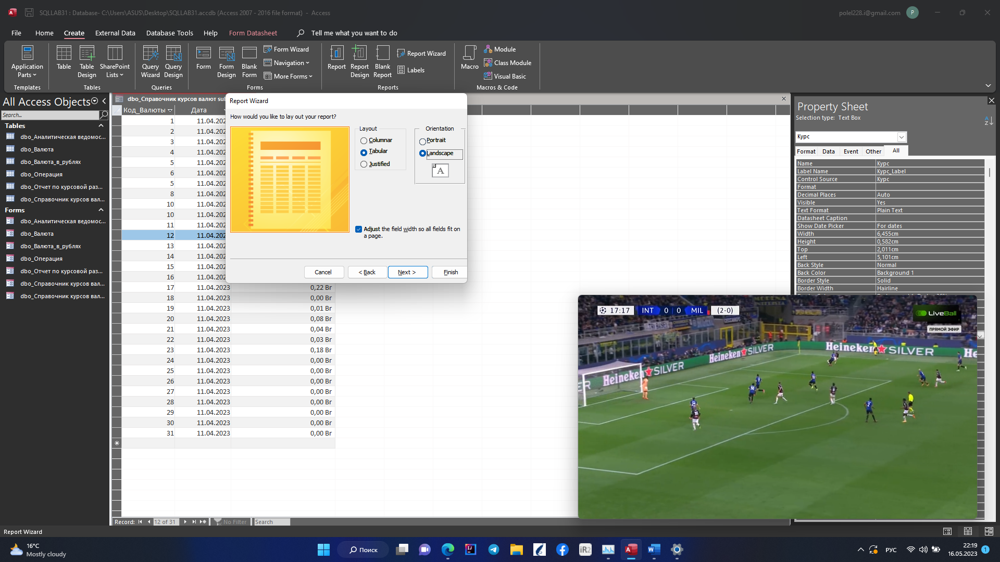 SQLLAB31 : Database- C:\Users\ASUS\Desktop\SQLLAB31.accdb (Access 2007 - 2016 file format)  -  Access
polel228.i@gmail.com
P
File Home Create External Data Database Tools Help Form Datasheet Tell me what you want to do
Application Parts
Templates
Table
Table Design
SharePoint Lists
Tables
Query Wizard
Query Design
Queries
Form
Form Design
Blank Form
Form Wizard
Navigation
More Forms
Forms
Report
Report Design
Blank Report
Report Wizard
Labels
Reports
Macro
Module
Class Module
Visual Basic
Macros & Code
All Access Objects
Search...
Tables
dbo_Аналитическая ведомос...
dbo_Валюта
dbo_Валюта_в_рублях
dbo_Операция
dbo_Отчет по курсовой раз...
dbo_Справочник курсов вал...
Forms
dbo_Аналитическая ведомос...
dbo_Валюта
dbo_Валюта_в_рублях
dbo_Операция
dbo_Отчет по курсовой раз...
dbo_Справочник курсов вал...
dbo_Справочник курсов вал...
dbo_Справочник курсов валют sul
Код_Валюты Дата
1 11.04.202
2 11.04.202
3 11.04.202
4 11.04.202
5 11.04.202
6 11.04.202
5 11.04.202
8 11.04.202
10 11.04.202
10 11.04.202
11 11.04.202
12 11.04.202
13 11.04.202
14 11.04.202
15 11.04.202
16 11.04.202
17 11.04.2023 0,22 Br
18 11.04.2023 0,00 Br
19 11.04.2023 0,01 Br
20 11.04.2023 0,08 Br
21 11.04.2023 0,04 Br
22 11.04.2023 0,03 Br
23 11.04.2023 0,18 Br
24 11.04.2023 0,00 Br
25 11.04.2023 0,00 Br
26 11.04.2023 0,00 Br
27 11.04.2023 0,00 Br
28 11.04.2023 0,00 Br
29 11.04.2023 0,00 Br
30 11.04.2023 0,00 Br
31 11.04.2023 0,00 Br
Record: 12 of 31 No Filter Search
Report Wizard
How would you like to lay out your report?
Layout
Columnar
Tabular
Justified
Orientation
Portrait
Landscape
A
Adjust the field width so all fields fit on
a page.
Cancel < Back Next > Finish
Property Sheet
Selection type: Text Box
Курс
Format Data Event Other All
Name Курс
Label Name Курс_Label
Control Source Курс
Format
Decimal Places Auto
Visible Yes
Text Format Plain Text
Datasheet Caption
Show Date Picker For dates
Width 6,455cm
Height 0,582cm
Top 2,011cm
Left 5,101cm
Back Style Normal
Back Color Background 1
Border Style Solid
Border Width Hairline
17:17 INT 0 0 MIL (2-0)
LiveBall
ПРЯМОЙ ЭФИР
Heineken SILVER
Heineken SILVER
Heineken SILVER
He
Report Wizard
16°C
Mostly cloudy
Поиск
РУС
22:19
16.05.2023
1